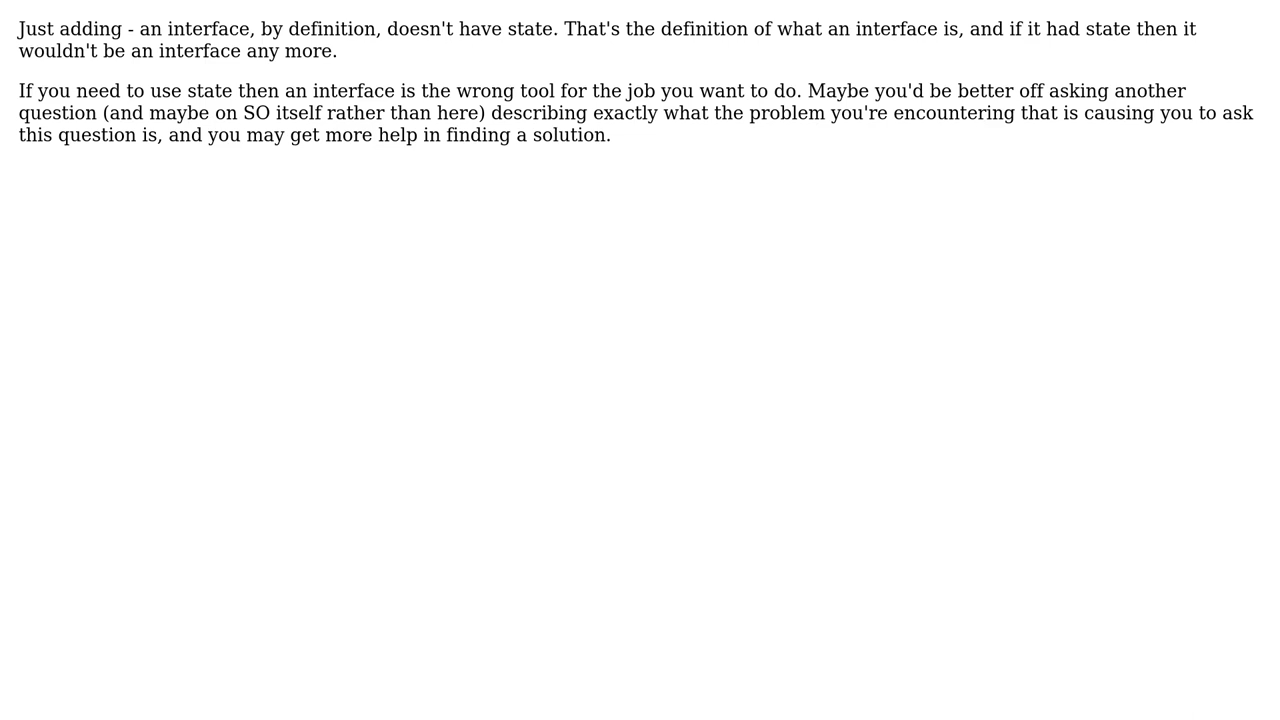 Just adding - an interface, by definition, doesn't have state. That's the definition of what an interface is, and if it had state then it
wouldn't be an interface any more.
If you need to use state then an interface is the wrong tool for the job you want to do. Maybe you'd be better off asking another
question (and maybe on SO itself rather than here) describing exactly what the problem you're encountering that is causing you to ask
this question is, and you may get more help in finding a solution.